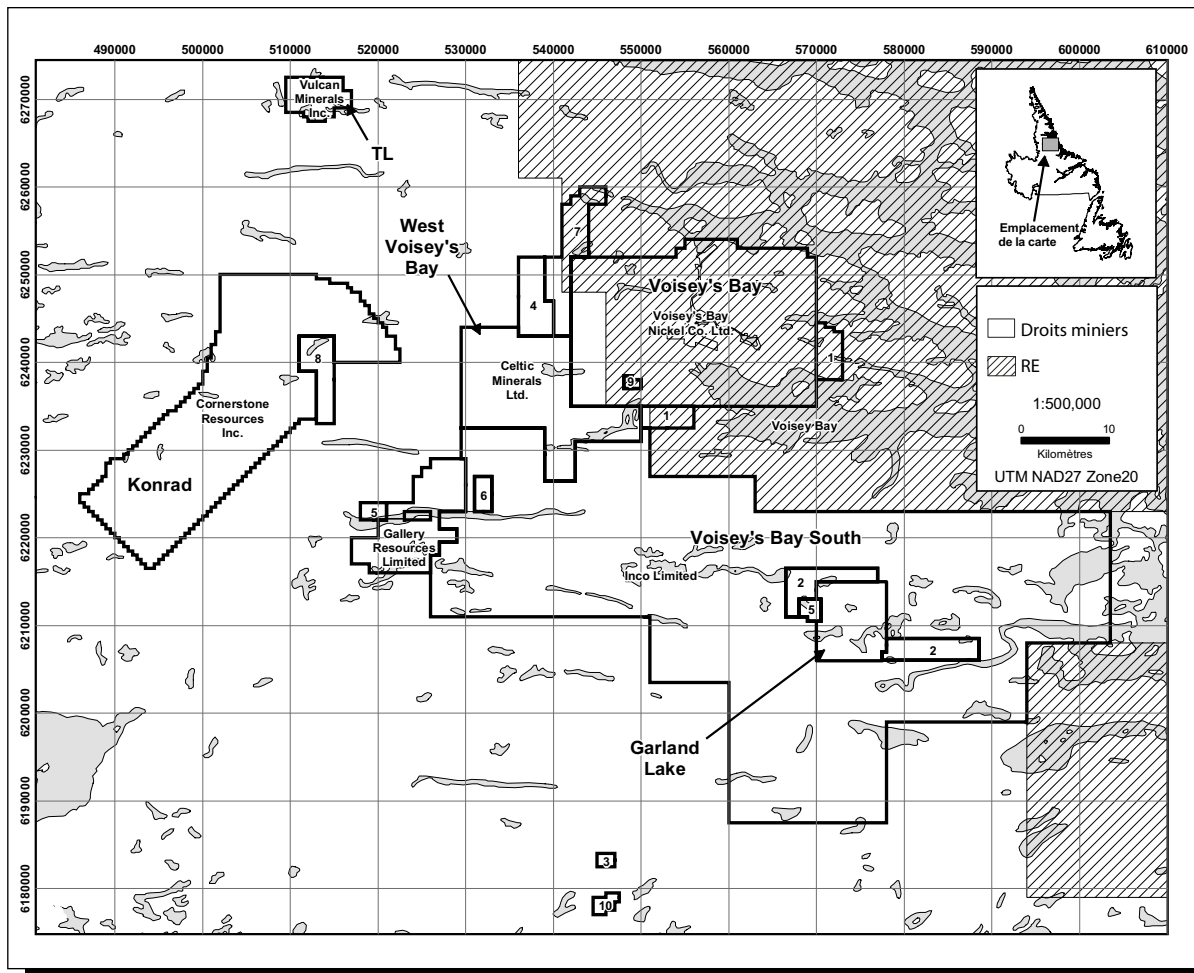 490000 500000 510000 520000 530000 540000 550000 560000 570000 580000 590000 600000 610000
6270000
6260000
6250000
6240000
6230000
6220000
6210000
6200000
6190000
6180000
Vulcan
Minerals
Inc.
TL
West
Voisey's
Bay
7
4
Voisey's Bay
Voisey's Bay
Nickel Co. Ltd.
1
9
1
Voisey Bay
Celtic
Minerals
Ltd.
8
Cornerstone
Resources
Inc.
Konrad
6
5
Gallery
Resources
Limited
Voisey's Bay South
Inco Limited
2
5
2
Garland
Lake
3
10
Emplacement
de la carte
Droits miniers
RE
1:500,000
0 10
Kilomètres
UTM NAD27 Zone20